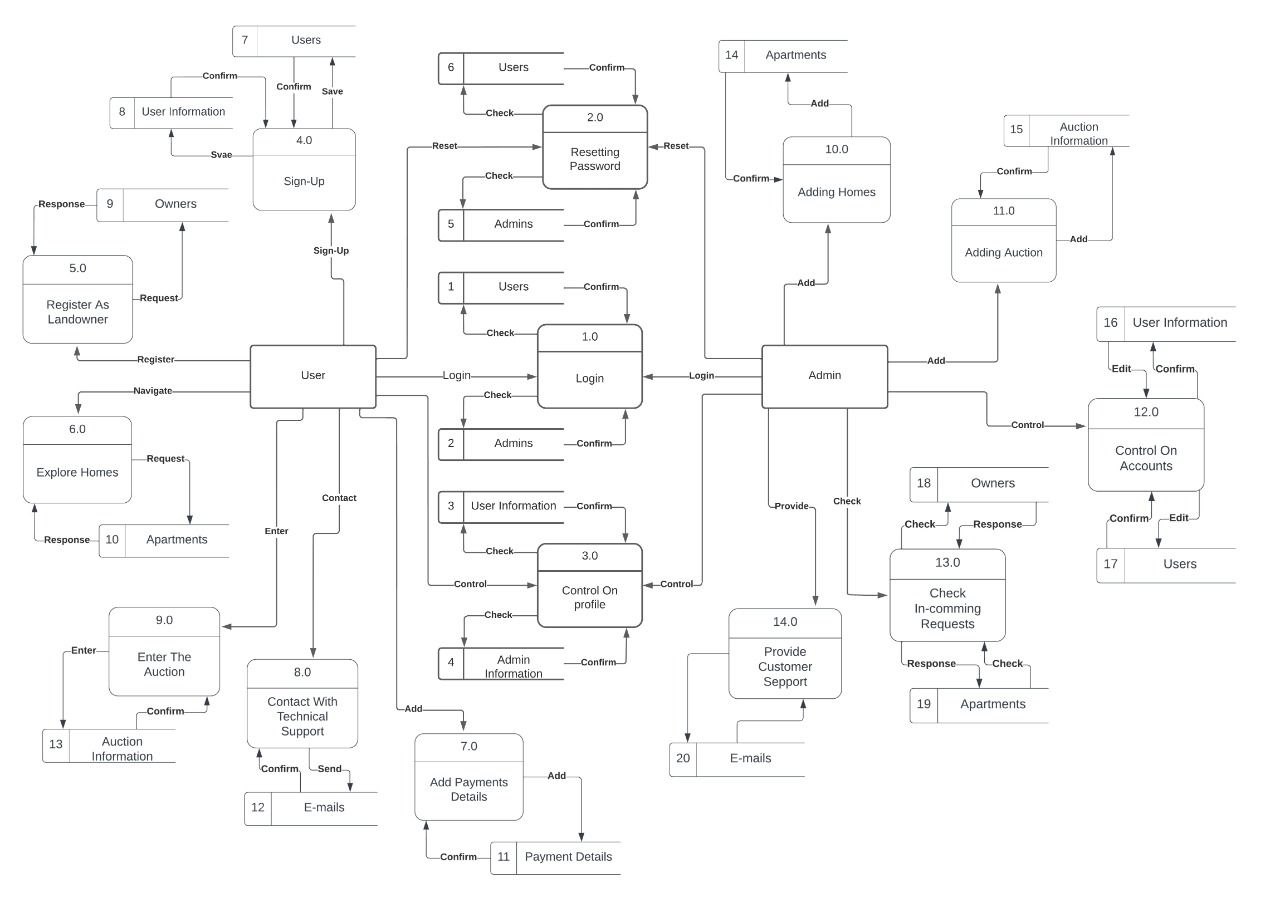 7 Users
Confirm
Save
Confirm
8 User Information
Svae
4.0
Sign-Up
Response
9 Owners
Request
5.0
Register As
Landowner
Sign-Up
Register
Navigate
User
6.0
Explore Homes
Request
Response
10 Apartments
Enter
Contact
9.0
Enter The
Auction
Enter
Confirm
13 Auction
Information
8.0
Contact With
Technical
Support
Confirm
Send
12 E-mails
Add
7.0
Add Payments
Details
Add
Confirm
11 Payment Details
6 Users
Confirm
Check
2.0
Resetting
Password
Reset
Reset
Check
5 Admins
Confirm
1 Users
Confirm
Check
1.0
Login
Login
Login
Check
2 Admins
Confirm
3 User Information
Confirm
Check
3.0
Control On
profile
Control
Control
Check
4 Admin
Information
Confirm
14 Apartments
Add
10.0
Adding Homes
Confirm
Add
15 Auction
Information
Confirm
11.0
Adding Auction
Add
Admin
Add
Control
16 User Information
Edit
Confirm
12.0
Control On
Accounts
Confirm
Edit
17 Users
Provide
Check
18 Owners
Check
Response
13.0
Check
In-comming
Requests
Response
Check
19 Apartments
14.0
Provide
Customer
Sepport
20 E-mails